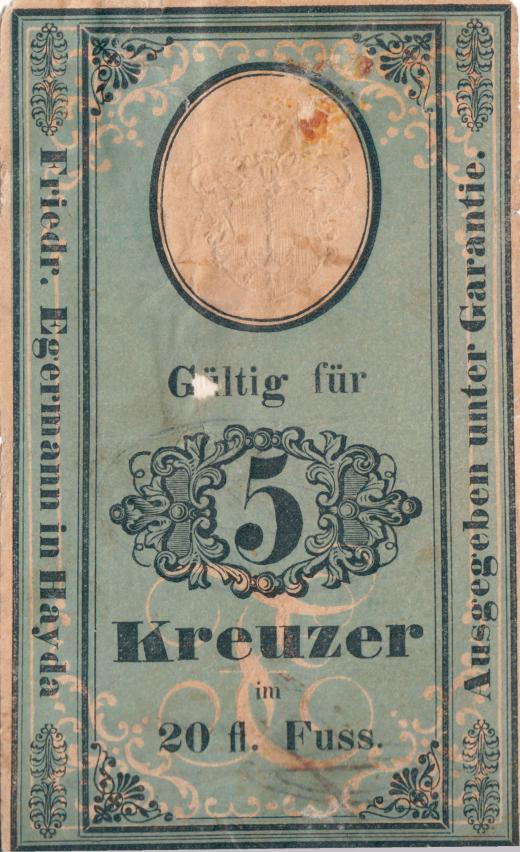 Gültig für
5
Kreuzer
im
20 fl. Fuss.
Friedr. Egermann in Hayda
Ausgegeben unter Garantie.